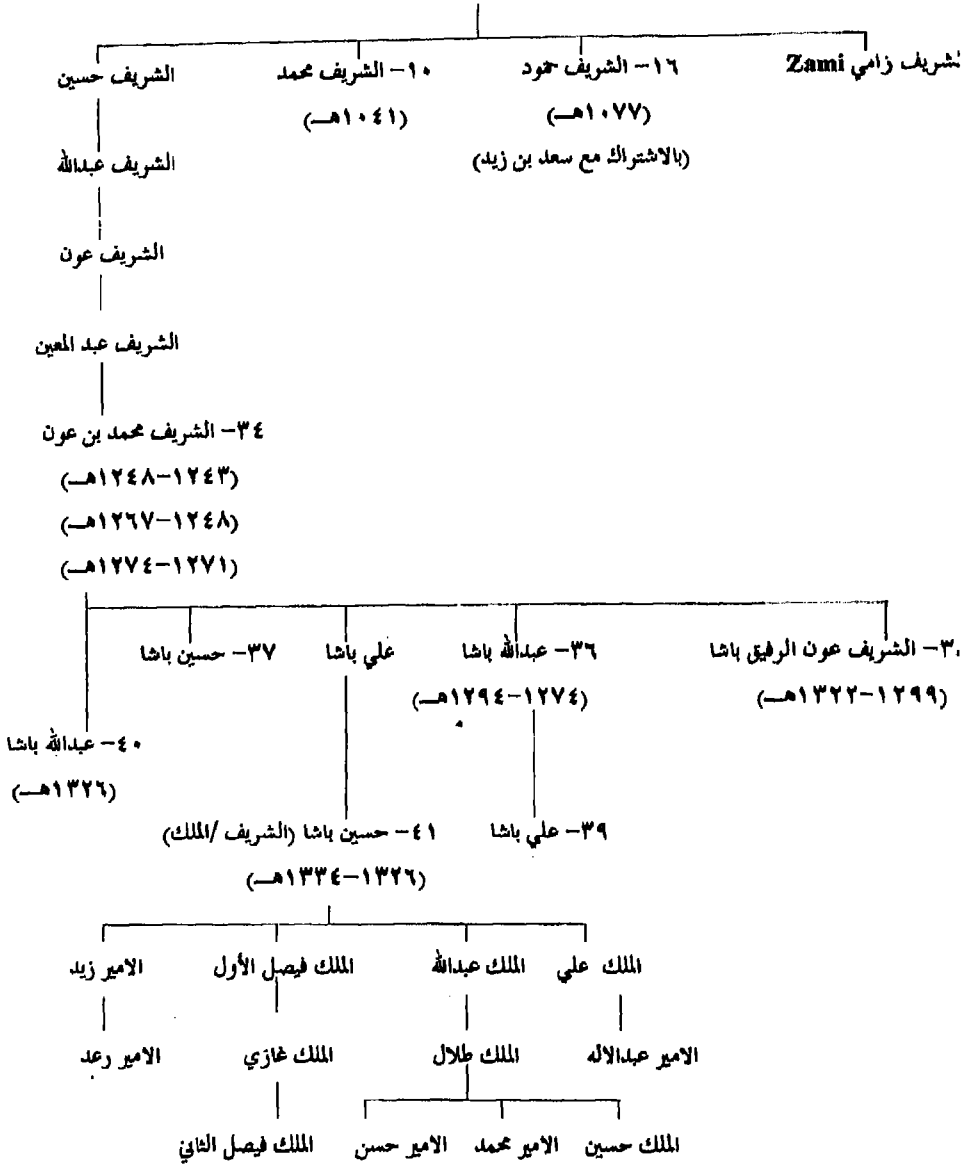 الشريف زامي Zami
١٦- الشريف حمود
١٠- الشريف محمد
الشريف حسين
(١٠٧٧هـ)
(١٠٤١هـ)
(بالاشتراك مع سعد بن زيد)
الشريف عبدالله
الشريف عون
الشريف عبد المعين
٣٤- الشريف محمد بن عون
(١٢٤٣-١٢٤٨هـ)
(١٢٤٨-١٢٦٧هـ)
(١٢٧١-١٢٧٤هـ)
- الشريف عون الرفيق باشا
٣٦- عبدالله باشا
علي باشا
٣٧- حسين باشا
(١٢٩٩-١٣٢٢هـ)
(١٢٧٤-١٢٩٤هـ)
٤٠- عبدالله باشا
(١٣٢٦هـ)
٣٩- علي باشا
٤١- حسين باشا (الشريف /الملك)
(١٣٢٦-١٣٣٤هـ)
الملك علي
الملك عبدالله
الملك فيصل الأول
الامير زيد
الامير عبدالاله
الملك طلال
الملك غازي
الامير رعد
الملك حسين
الامير محمد
الامير حسن
الملك فيصل الثاني